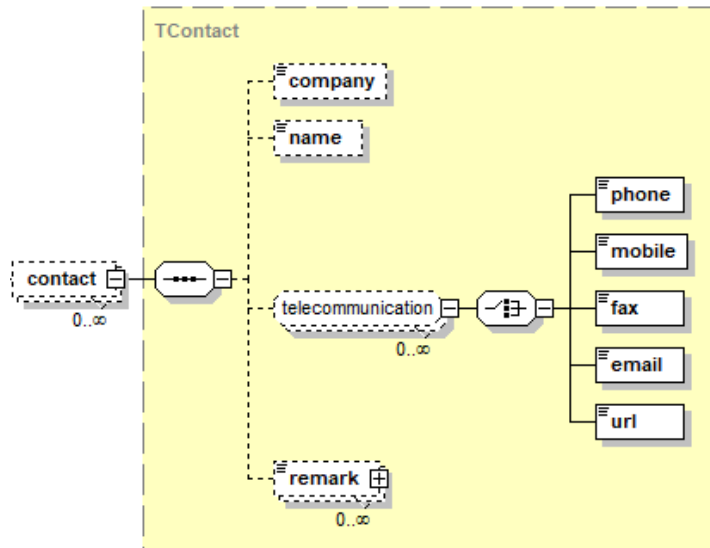 TContact
company
name
phone
mobile
contact
0..∞
telecommunication
0..∞
fax
email
url
remark
0..∞